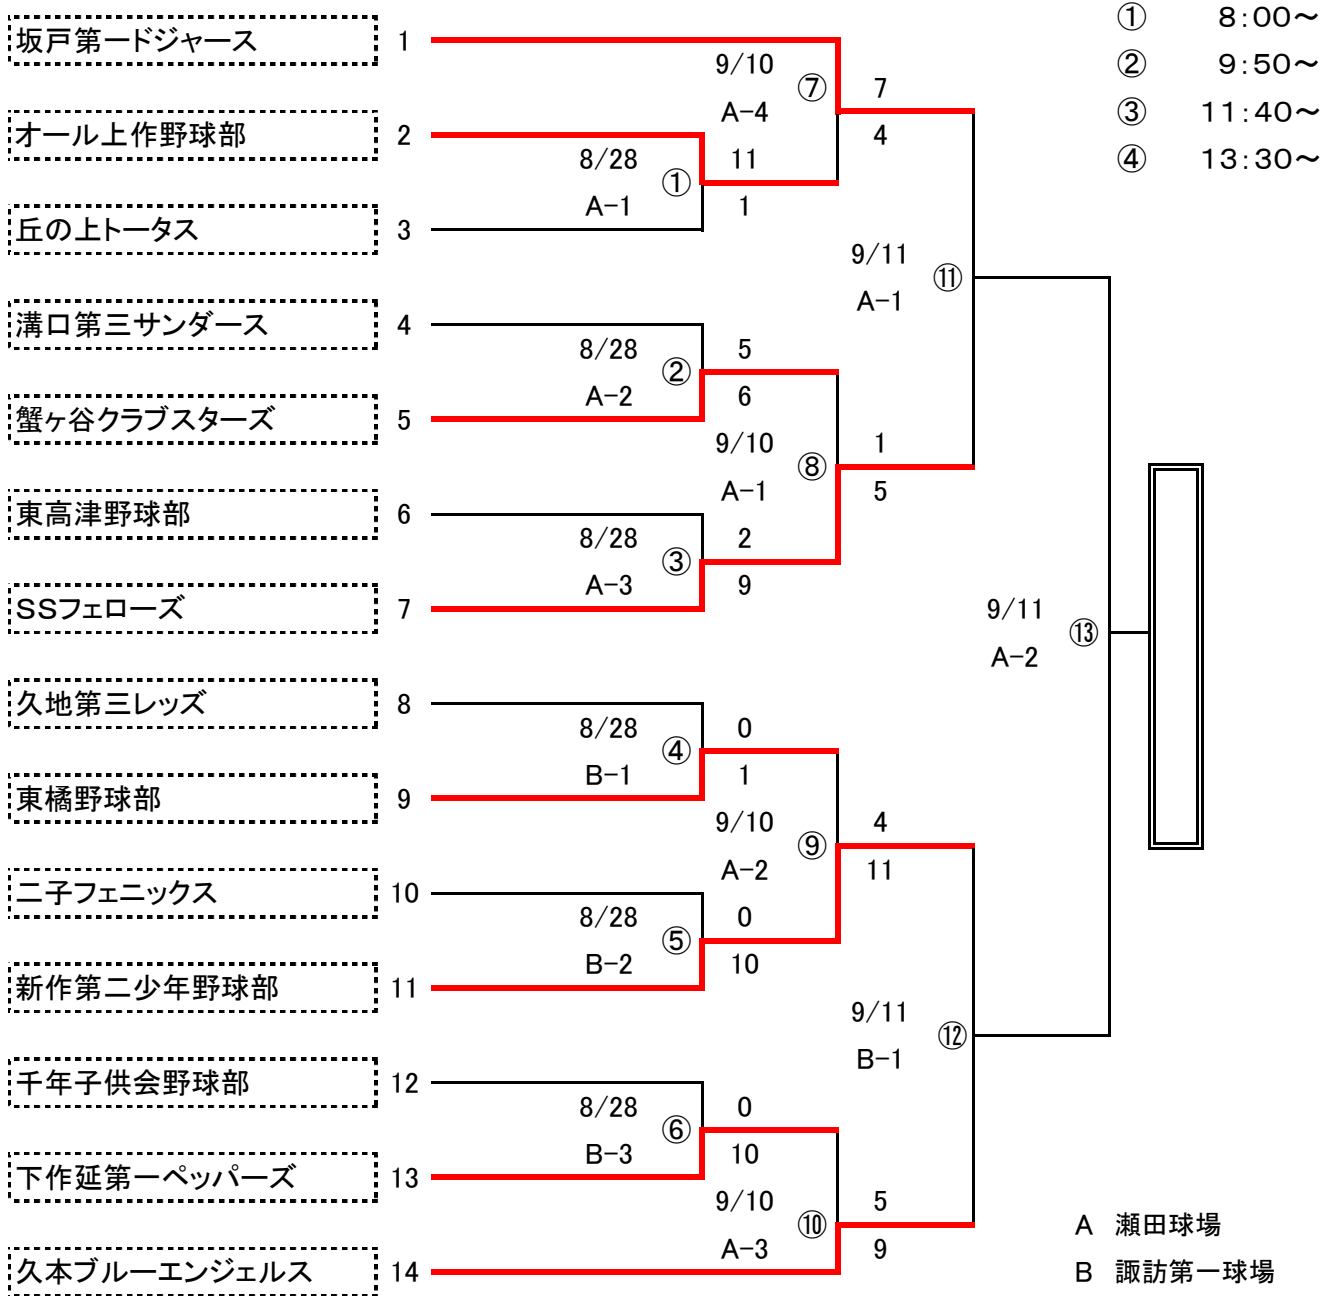 坂戸第一ドジャース 1
① 8:00～
9/10 ⑦ 7
② 9:50～
A-4 4
③ 11:40～
オール上作野球部 2
8/28 ① 11
④ 13:30～
A-1 1
丘の上トータス 3
9/11 ⑪
A-1
溝口第三サンダース 4
8/28 ② 5
A-2 6
蟹ヶ谷クラブスターズ 5
9/10 ⑧ 1
A-1 5
東高津野球部 6
8/28 ③ 2
A-3 9
SSフェローズ 7
9/11 ⑬
A-2
久地第三レッズ 8
8/28 ④ 0
B-1 1
東橘野球部 9
9/10 ⑨ 4
A-2 11
二子フェニックス 10
8/28 ⑤ 0
B-2 10
新作第二少年野球部 11
9/11 ⑫
B-1
千年子供会野球部 12
8/28 ⑥ 0
B-3 10
下作延第一ペッパーズ 13
9/10 ⑩ 5
A-3 9
A 瀬田球場
久本ブルーエンジェルス 14
B 諏訪第一球場